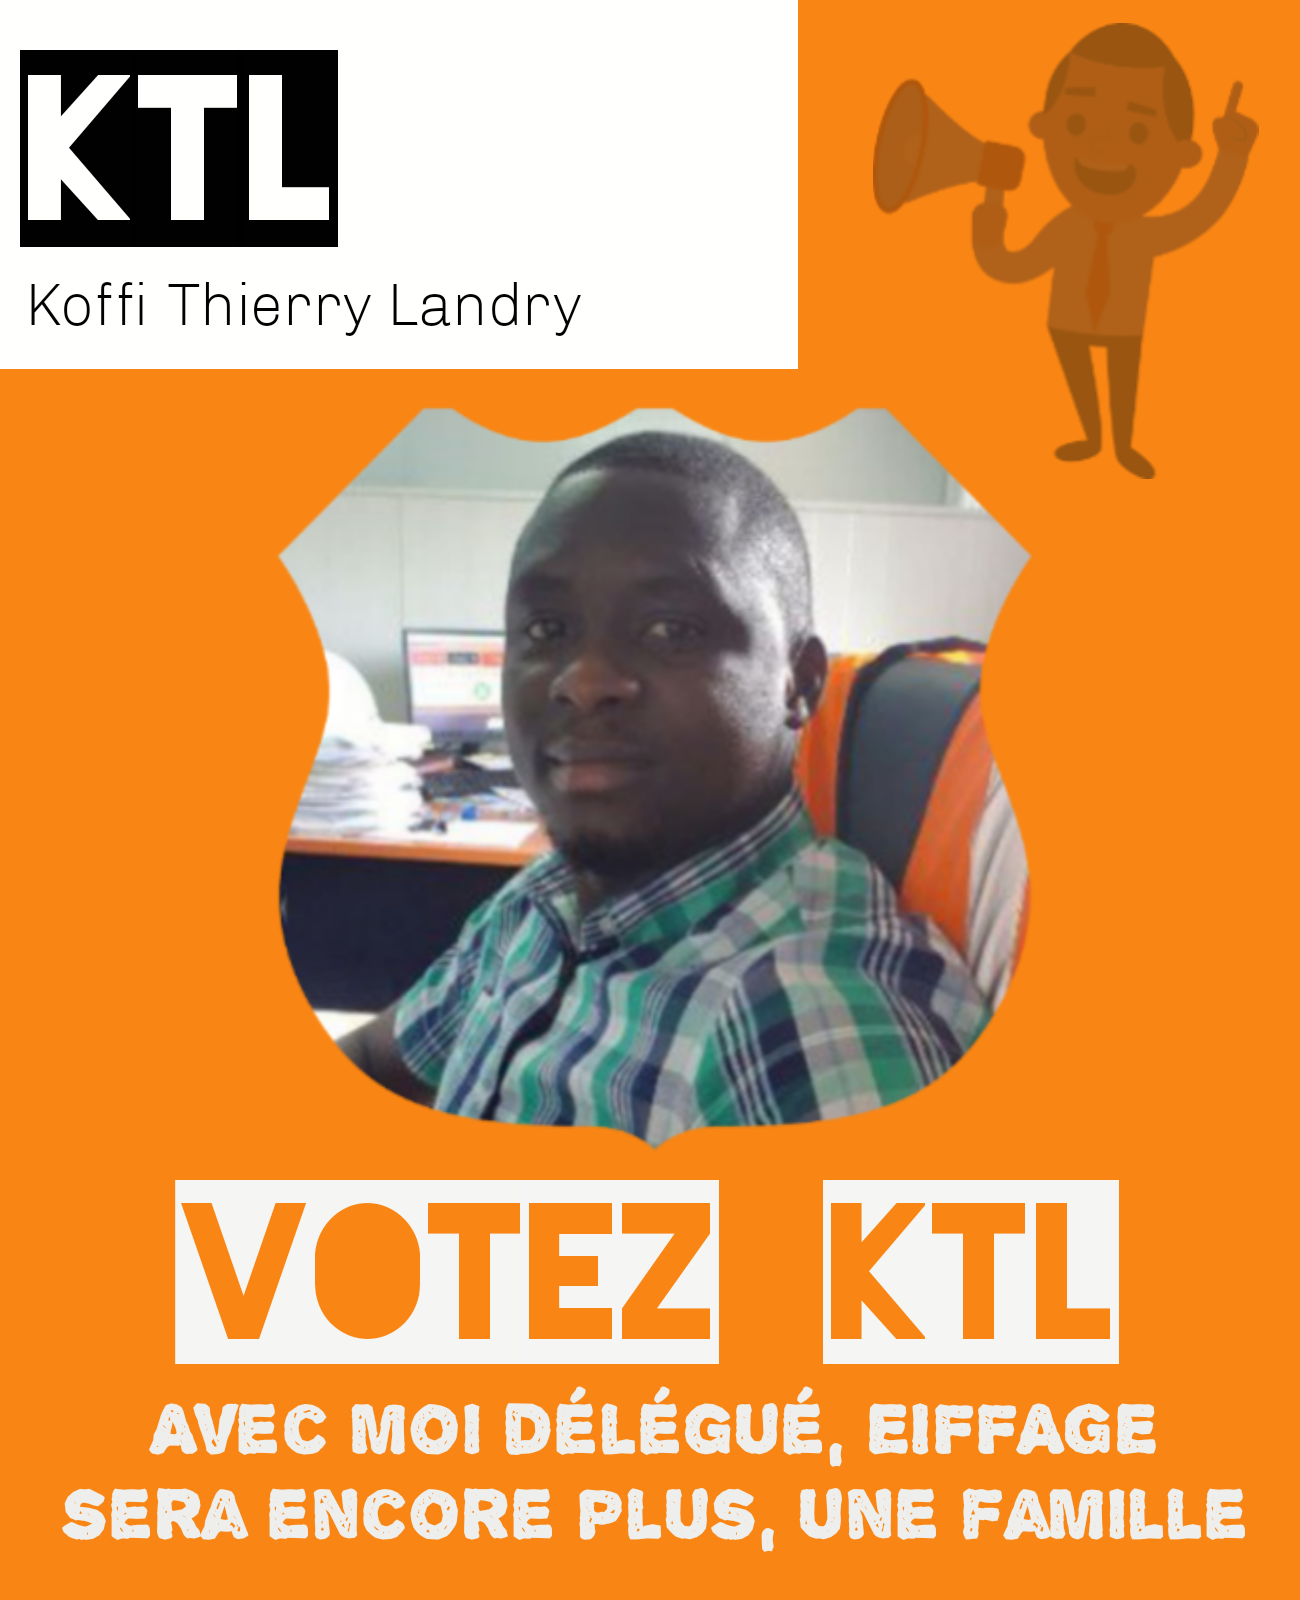 KTL
Koffi Thierry Landry
VOTEZ KTL
AVEC MOI DÉLÉGUÉ, EIFFAGE
SERA ENCORE PLUS, UNE FAMILLE